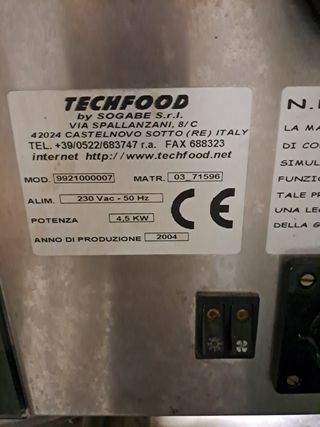 TECHFOOD
by SOGABE S.r.l.
VIA SPALLANZANI, 8/C
42024 CASTELNOVO SOTTO (RE) ITALY
TEL. +39/0522/683747 r.a. FAX 688323
internet http://www.techfood.net
MOD. 9921000007 MATR. 03_71596
ALIM. 230 Vac - 50 Hz
POTENZA 4,5 KW
CE
ANNO DI PRODUZIONE 2004
N.
LA MA
DI CO
SIMUL
FUNZIO
TALE PR
UNA LE
DELLA G